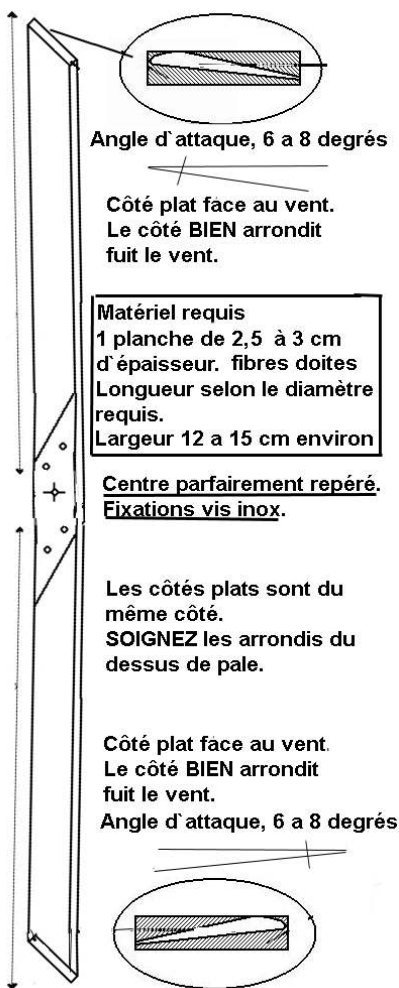 Angle d`attaque, 6 a 8 degrés
Côté plat face au vent.
Le côté BIEN arrondit
fuit le vent.
Matériel requis
1 planche de 2,5 à 3 cm
d`épaisseur. fibres doites
Longueur selon le diamètre
requis.
Largeur 12 a 15 cm environ
Centre parfairement repéré.
Fixations vis inox.
Les côtés plats sont du
même côté.
SOIGNEZ les arrondis du
dessus de pale.
Côté plat face au vent.
Le côté BIEN arrondit
fuit le vent.
Angle d`attaque, 6 a 8 degrés